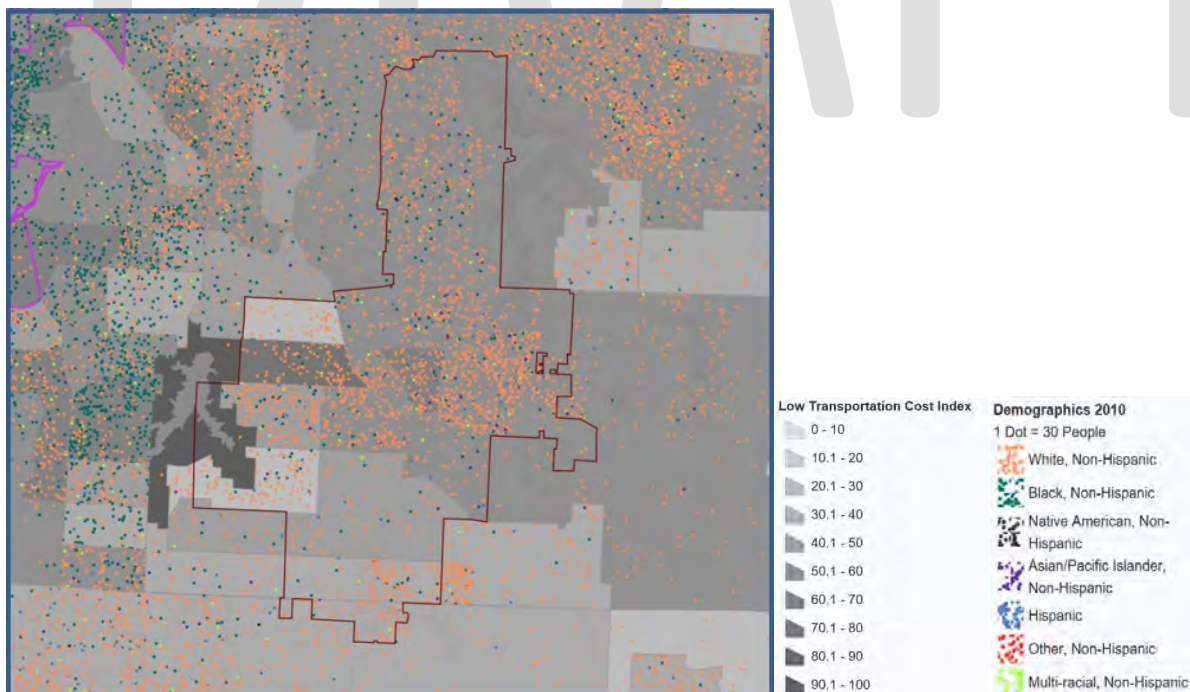 Low Transportation Cost Index
0 - 10
10.1 - 20
20.1 - 30
30.1 - 40
40.1 - 50
50.1 - 60
60.1 - 70
70.1 - 80
80.1 - 90
90.1 - 100
Demographics 2010
1 Dot = 30 People
White, Non-Hispanic
Black, Non-Hispanic
Native American, Non-
Hispanic
Asian/Pacific Islander,
Non-Hispanic
Hispanic
Other, Non-Hispanic
Multi-racial, Non-Hispanic